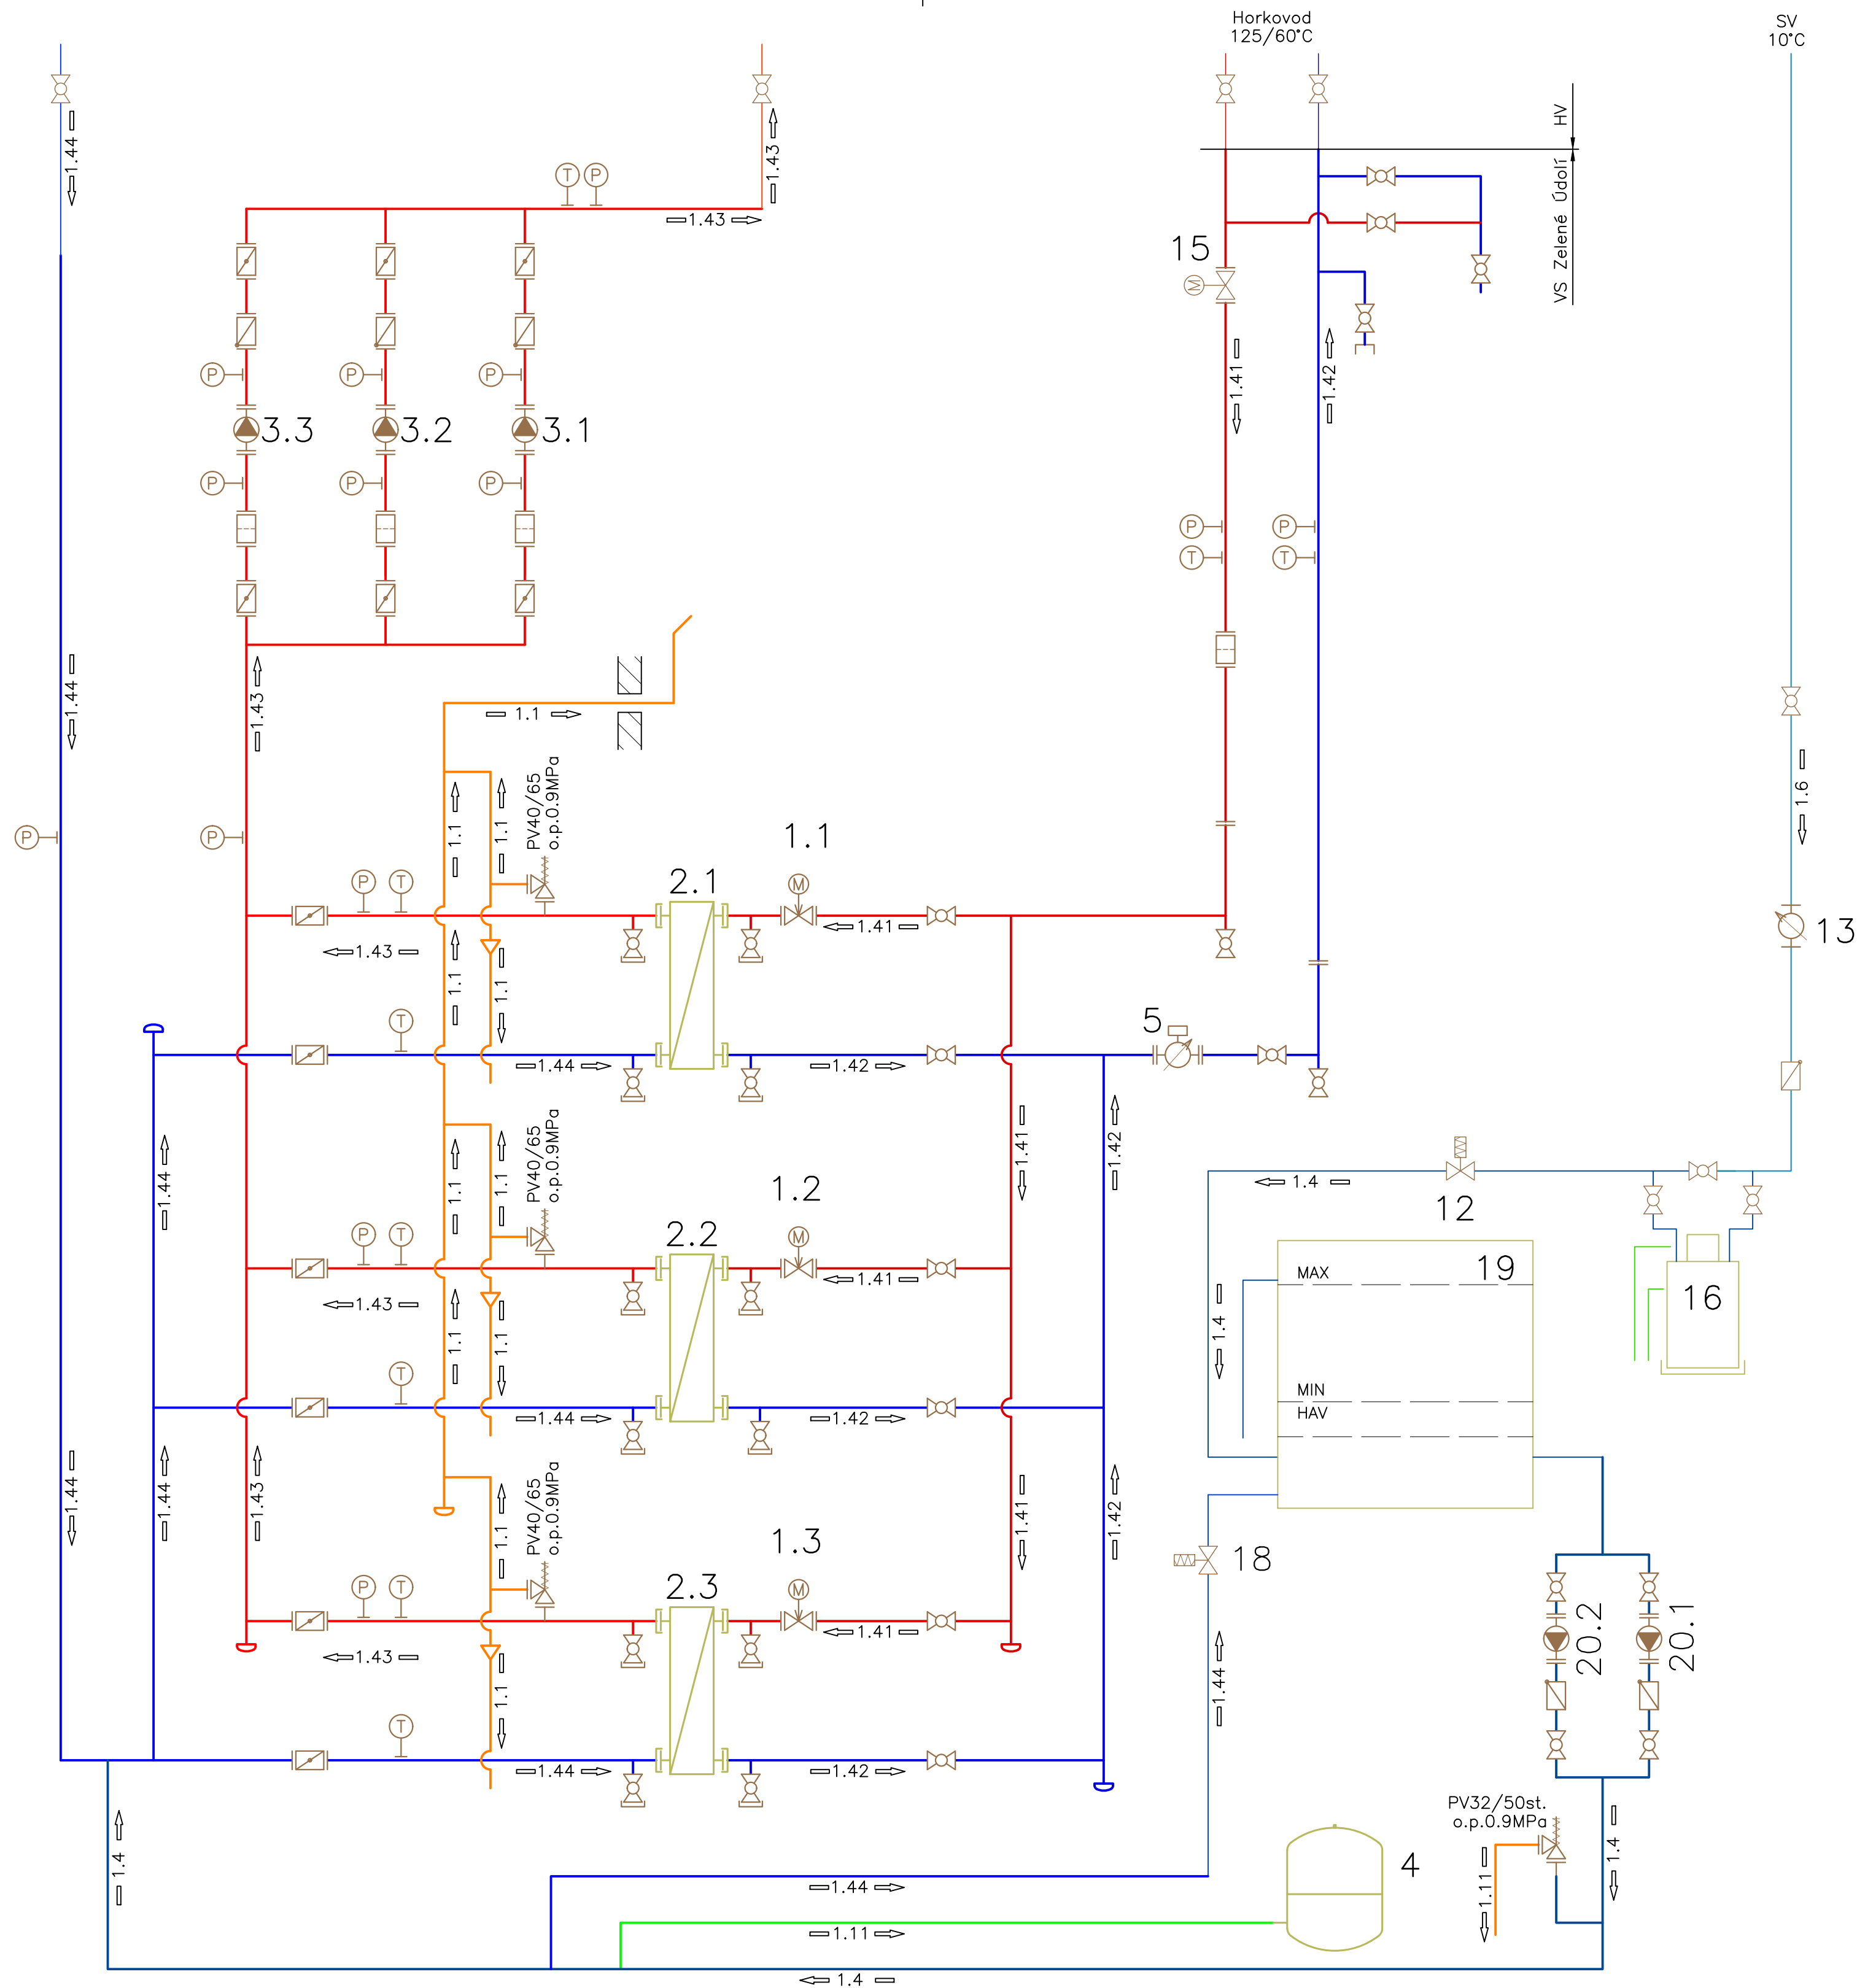 Horkovod
125/60°C
SV
10°C
HV
VS Zelené Údolí
1.44
1.43
T
P
1.43
15
M
1.41
1.42
P
P
P
3.3
3.2
3.1
P
P
P
P
T
P
T
1.44
1.43
1.1
1.6
P
P
1.1
1.1
PV40/65
o.p.0.9MPa
1.1
P
T
2.1
M
1.41
13
1.43
1.1
1.1
T
5
1.44
1.42
1.44
1.1
1.1
PV40/65
o.p.0.9MPa
1.41
1.42
1.2
1.4
12
P
T
2.2
M
1.41
1.43
1.1
1.1
MAX
19
16
1.4
T
MIN
HAV
1.44
1.42
1.44
1.44
1.43
1.1
PV40/65
o.p.0.9MPa
1.41
1.42
1.3
18
P
T
2.3
M
1.41
1.43
1.1
1.44
20.2
20.1
T
1.44
1.42
PV32/50st.
o.p.0.9MPa
1.4
1.4
4
1.11
1.44
1.11
1.4